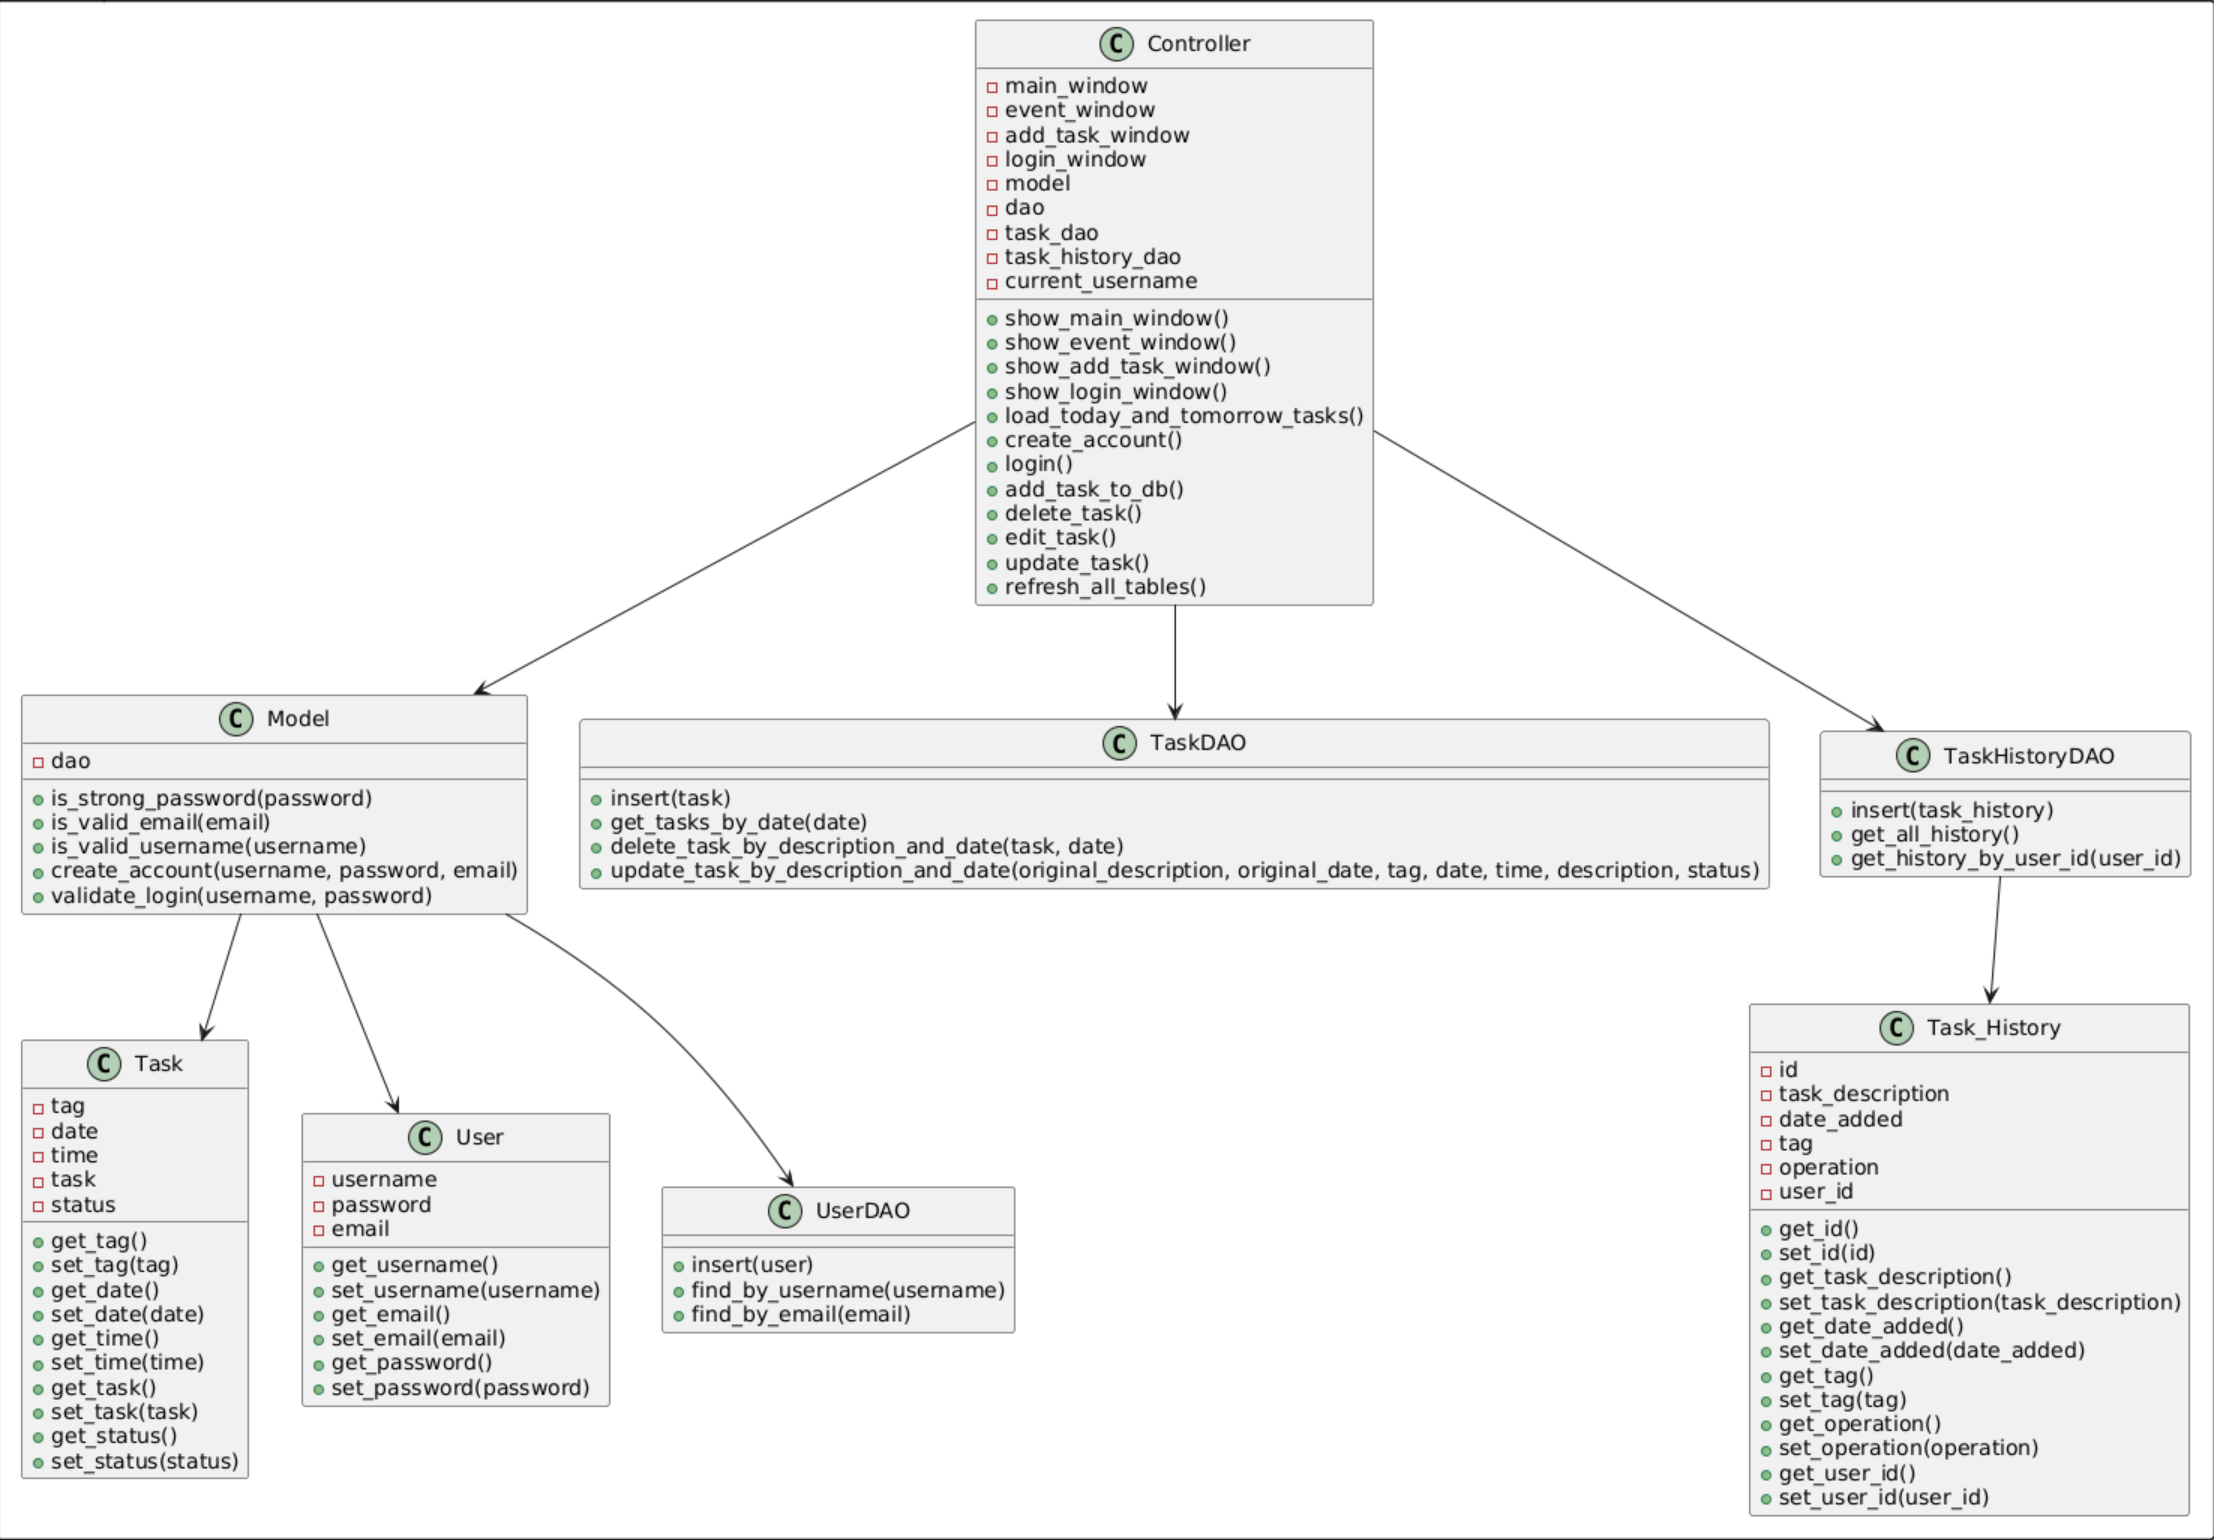 C Controller
main_window
event_window
add_task_window
login_window
model
dao
task_dao
task_history_dao
current_username
show_main_window()
show_event_window()
show_add_task_window()
show_login_window()
load_today_and_tomorrow_tasks()
create_account()
login()
add_task_to_db()
delete_task()
edit_task()
update_task()
refresh_all_tables()
C Model
dao
is_strong_password(password)
is_valid_email(email)
is_valid_username(username)
create_account(username, password, email)
validate_login(username, password)
C TaskDAO
insert(task)
get_tasks_by_date(date)
delete_task_by_description_and_date(task, date)
update_task_by_description_and_date(original_description, original_date, tag, date, time, description, status)
C TaskHistoryDAO
insert(task_history)
get_all_history()
get_history_by_user_id(user_id)
C Task
tag
date
time
task
status
get_tag()
set_tag(tag)
get_date()
set_date(date)
get_time()
set_time(time)
get_task()
set_task(task)
get_status()
set_status(status)
C User
username
password
email
get_username()
set_username(username)
get_email()
set_email(email)
get_password()
set_password(password)
C UserDAO
insert(user)
find_by_username(username)
find_by_email(email)
C Task_History
id
task_description
date_added
tag
operation
user_id
get_id()
set_id(id)
get_task_description()
set_task_description(task_description)
get_date_added()
set_date_added(date_added)
get_tag()
set_tag(tag)
get_operation()
set_operation(operation)
get_user_id()
set_user_id(user_id)